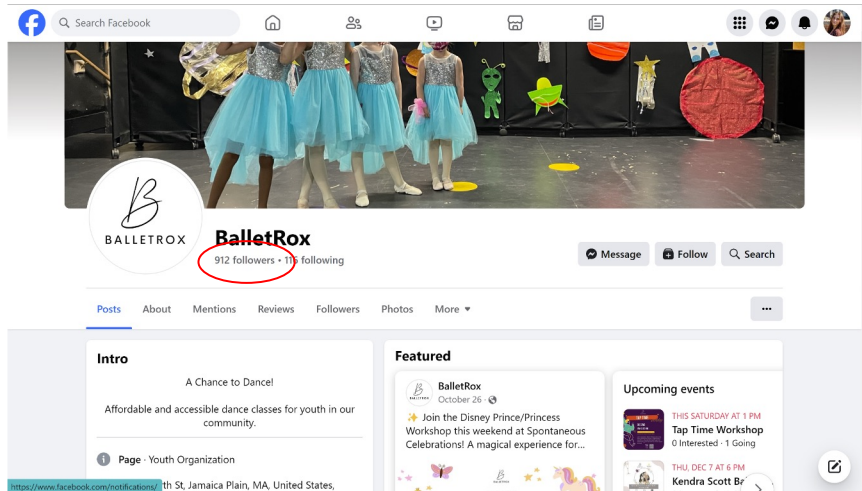 Search Facebook
B
BALLETROX
BalletRox
912 followers • 115 following
Message
Follow
Search
Posts
About
Mentions
Reviews
Followers
Photos
More
Intro
A Chance to Dance!
Affordable and accessible dance classes for youth in our
community.
Page · Youth Organization
th St, Jamaica Plain, MA, United States,
https://www.facebook.com/notifications/
Featured
BALLETROX
BalletRox
October 26 ·
✨ Join the Disney Prince/Princess
Workshop this weekend at Spontaneous
Celebrations! A magical experience for...
Upcoming events
THIS SATURDAY AT 1 PM
Tap Time Workshop
0 Interested · 1 Going
THU, DEC 7 AT 6 PM
Kendra Scott